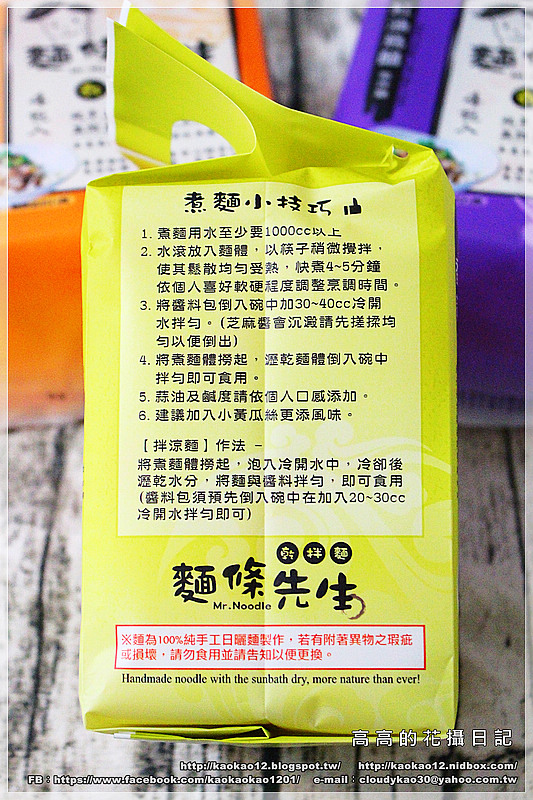 煮麵小技巧
1. 煮麵用水至少要1000cc以上
2. 水滾放入麵體，以筷子稍微攪拌，
使其鬆散均勻受熱，快煮4~5分鐘
依個人喜好軟硬程度調整烹調時間。
3. 將醬料包倒入碗中加30~40cc冷開
水拌勻。(芝麻醬會沉澱請先搓揉均
勻以便倒出)
4. 將煮麵體撈起，瀝乾麵體倒入碗中
拌勻即可食用。
5. 蒜油及鹹度請依個人口感添加。
6. 建議加入小黃瓜絲更添風味。
【拌涼麵】作法 –
將煮麵體撈起，泡入冷開水中，冷卻後
瀝乾水分，麵與醬料拌勻，即可食用
(醬料包須預先倒入碗中在加入20~30cc
冷開水拌勻即可)
乾拌麵
麵條先生
Mr.Noodle
※麵為100%純手工日曬麵製作，若有附著異物之瑕疵
或損壞，請勿食用並請告知以便更換。
Handmade noodle with the sunbath dry, more nature than ever!
高高的花攝日記
http://kaokao12.blogspot.tw/ http://kaokao12.nidbox.com/
FB：https://www.facebook.com/kaokaokao1201/ e-mail：cloudykao30@yahoo.com.tw